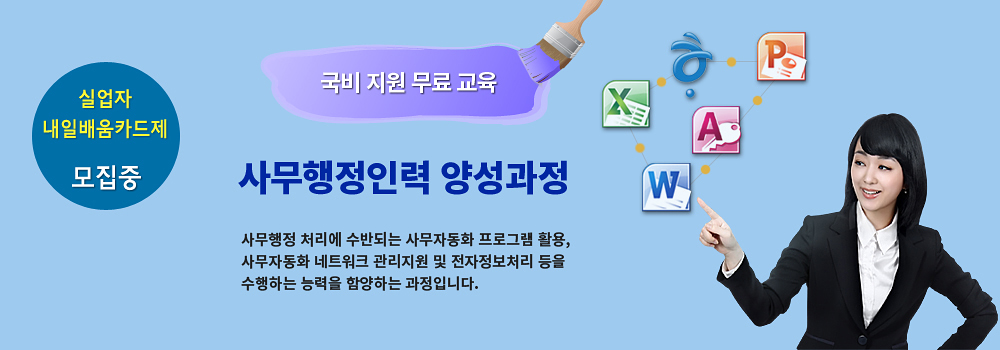 실업자
내일배움카드제
모집중
국비 지원 무료 교육
사무행정인력 양성과정
사무행정 처리에 수반되는 사무자동화 프로그램 활용,
사무자동화 네트워크 관리지원 및 전자정보처리 등을
수행하는 능력을 함양하는 과정입니다.
X
P
A
W